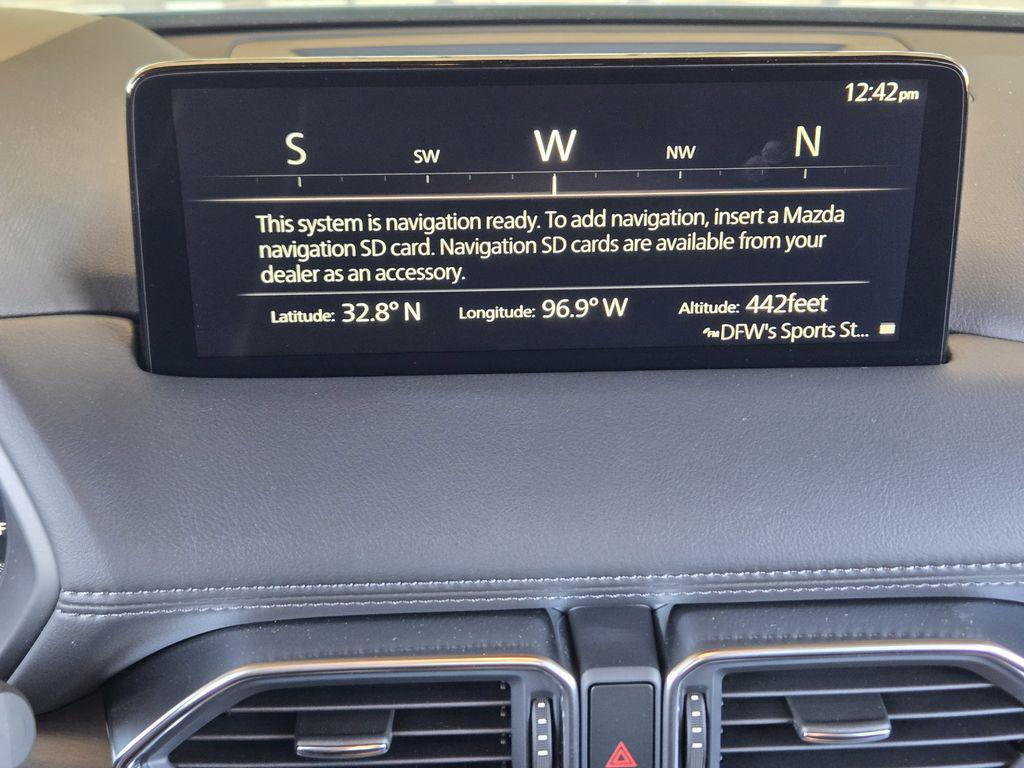 12:42pm
S SW W NW N
This system is navigation ready. To add navigation, insert a Mazda
navigation SD card. Navigation SD cards are available from your
dealer as an accessory.
Latitude: 32.8° N Longitude: 96.9° W Altitude: 442feet
FM DFW's Sports St...
F